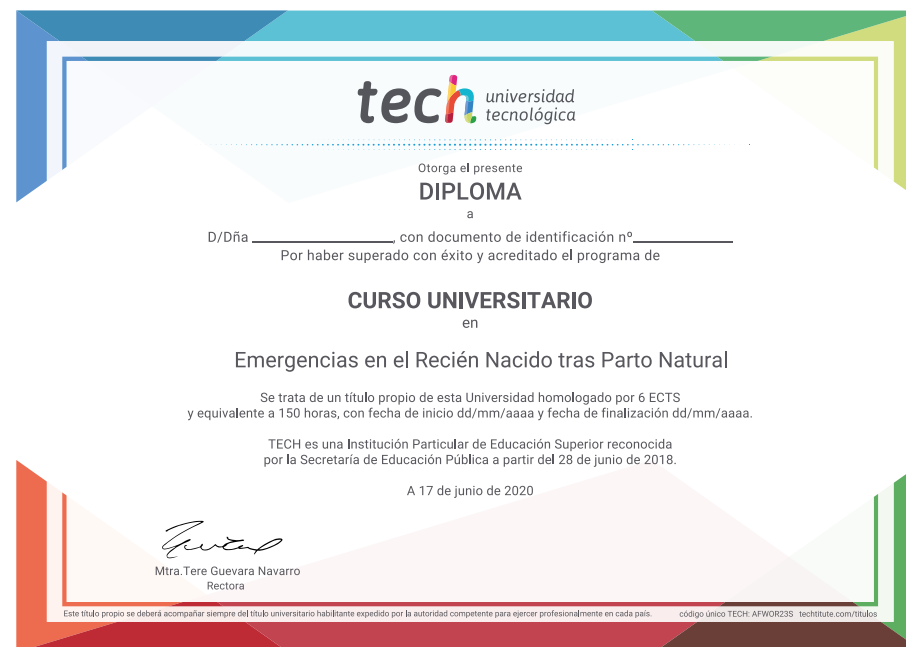 tech universidad
tecnológica
Otorga el presente
DIPLOMA
a
D/Dña ____________________, con documento de identificación nº______________
Por haber superado con éxito y acreditado el programa de
CURSO UNIVERSITARIO
en
Emergencias en el Recién Nacido tras Parto Natural
Se trata de un título propio de esta Universidad homologado por 6 ECTS
y equivalente a 150 horas, con fecha de inicio dd/mm/aaaa y fecha de finalización dd/mm/aaaa.
TECH es una Institución Particular de Educación Superior reconocida
por la Secretaría de Educación Pública a partir del 28 de junio de 2018.
A 17 de junio de 2020
Mtra.Tere Guevara Navarro
Rectora
Este título propio se deberá acompañar siempre del título universitario habilitante expedido por la autoridad competente para ejercer profesionalmente en cada país. código único TECH: AFWOR23S techtitute.com/titulos